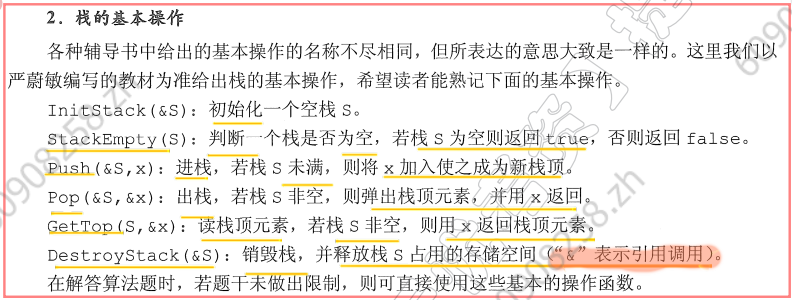 2. 栈的基本操作
各种辅导书中给出的基本操作的名称不尽相同，但所表达的意思大致是一样的。这里我们以
严蔚敏编写的教材为准给出栈的基本操作，希望读者能熟记下面的基本操作。
InitStack(&S)：初始化一个空栈 S。
StackEmpty(S)：判断一个栈是否为空，若栈 S 为空则返回 true，否则返回 false。
Push(&S,x)：进栈，若栈 S 未满，则将 x 加入使之成为新栈顶。
Pop(&S,&x)：出栈，若栈 S 非空，则弹出栈顶元素，并用 x 返回。
GetTop(S,&x)：读栈顶元素，若栈 S 非空，则用 x 返回栈顶元素。
DestroyStack(&S)：销毁栈，并释放栈 S 占用的存储空间（“&”表示引用调用）。
在解答算法题时，若题干未做出限制，则可直接使用这些基本的操作函数。